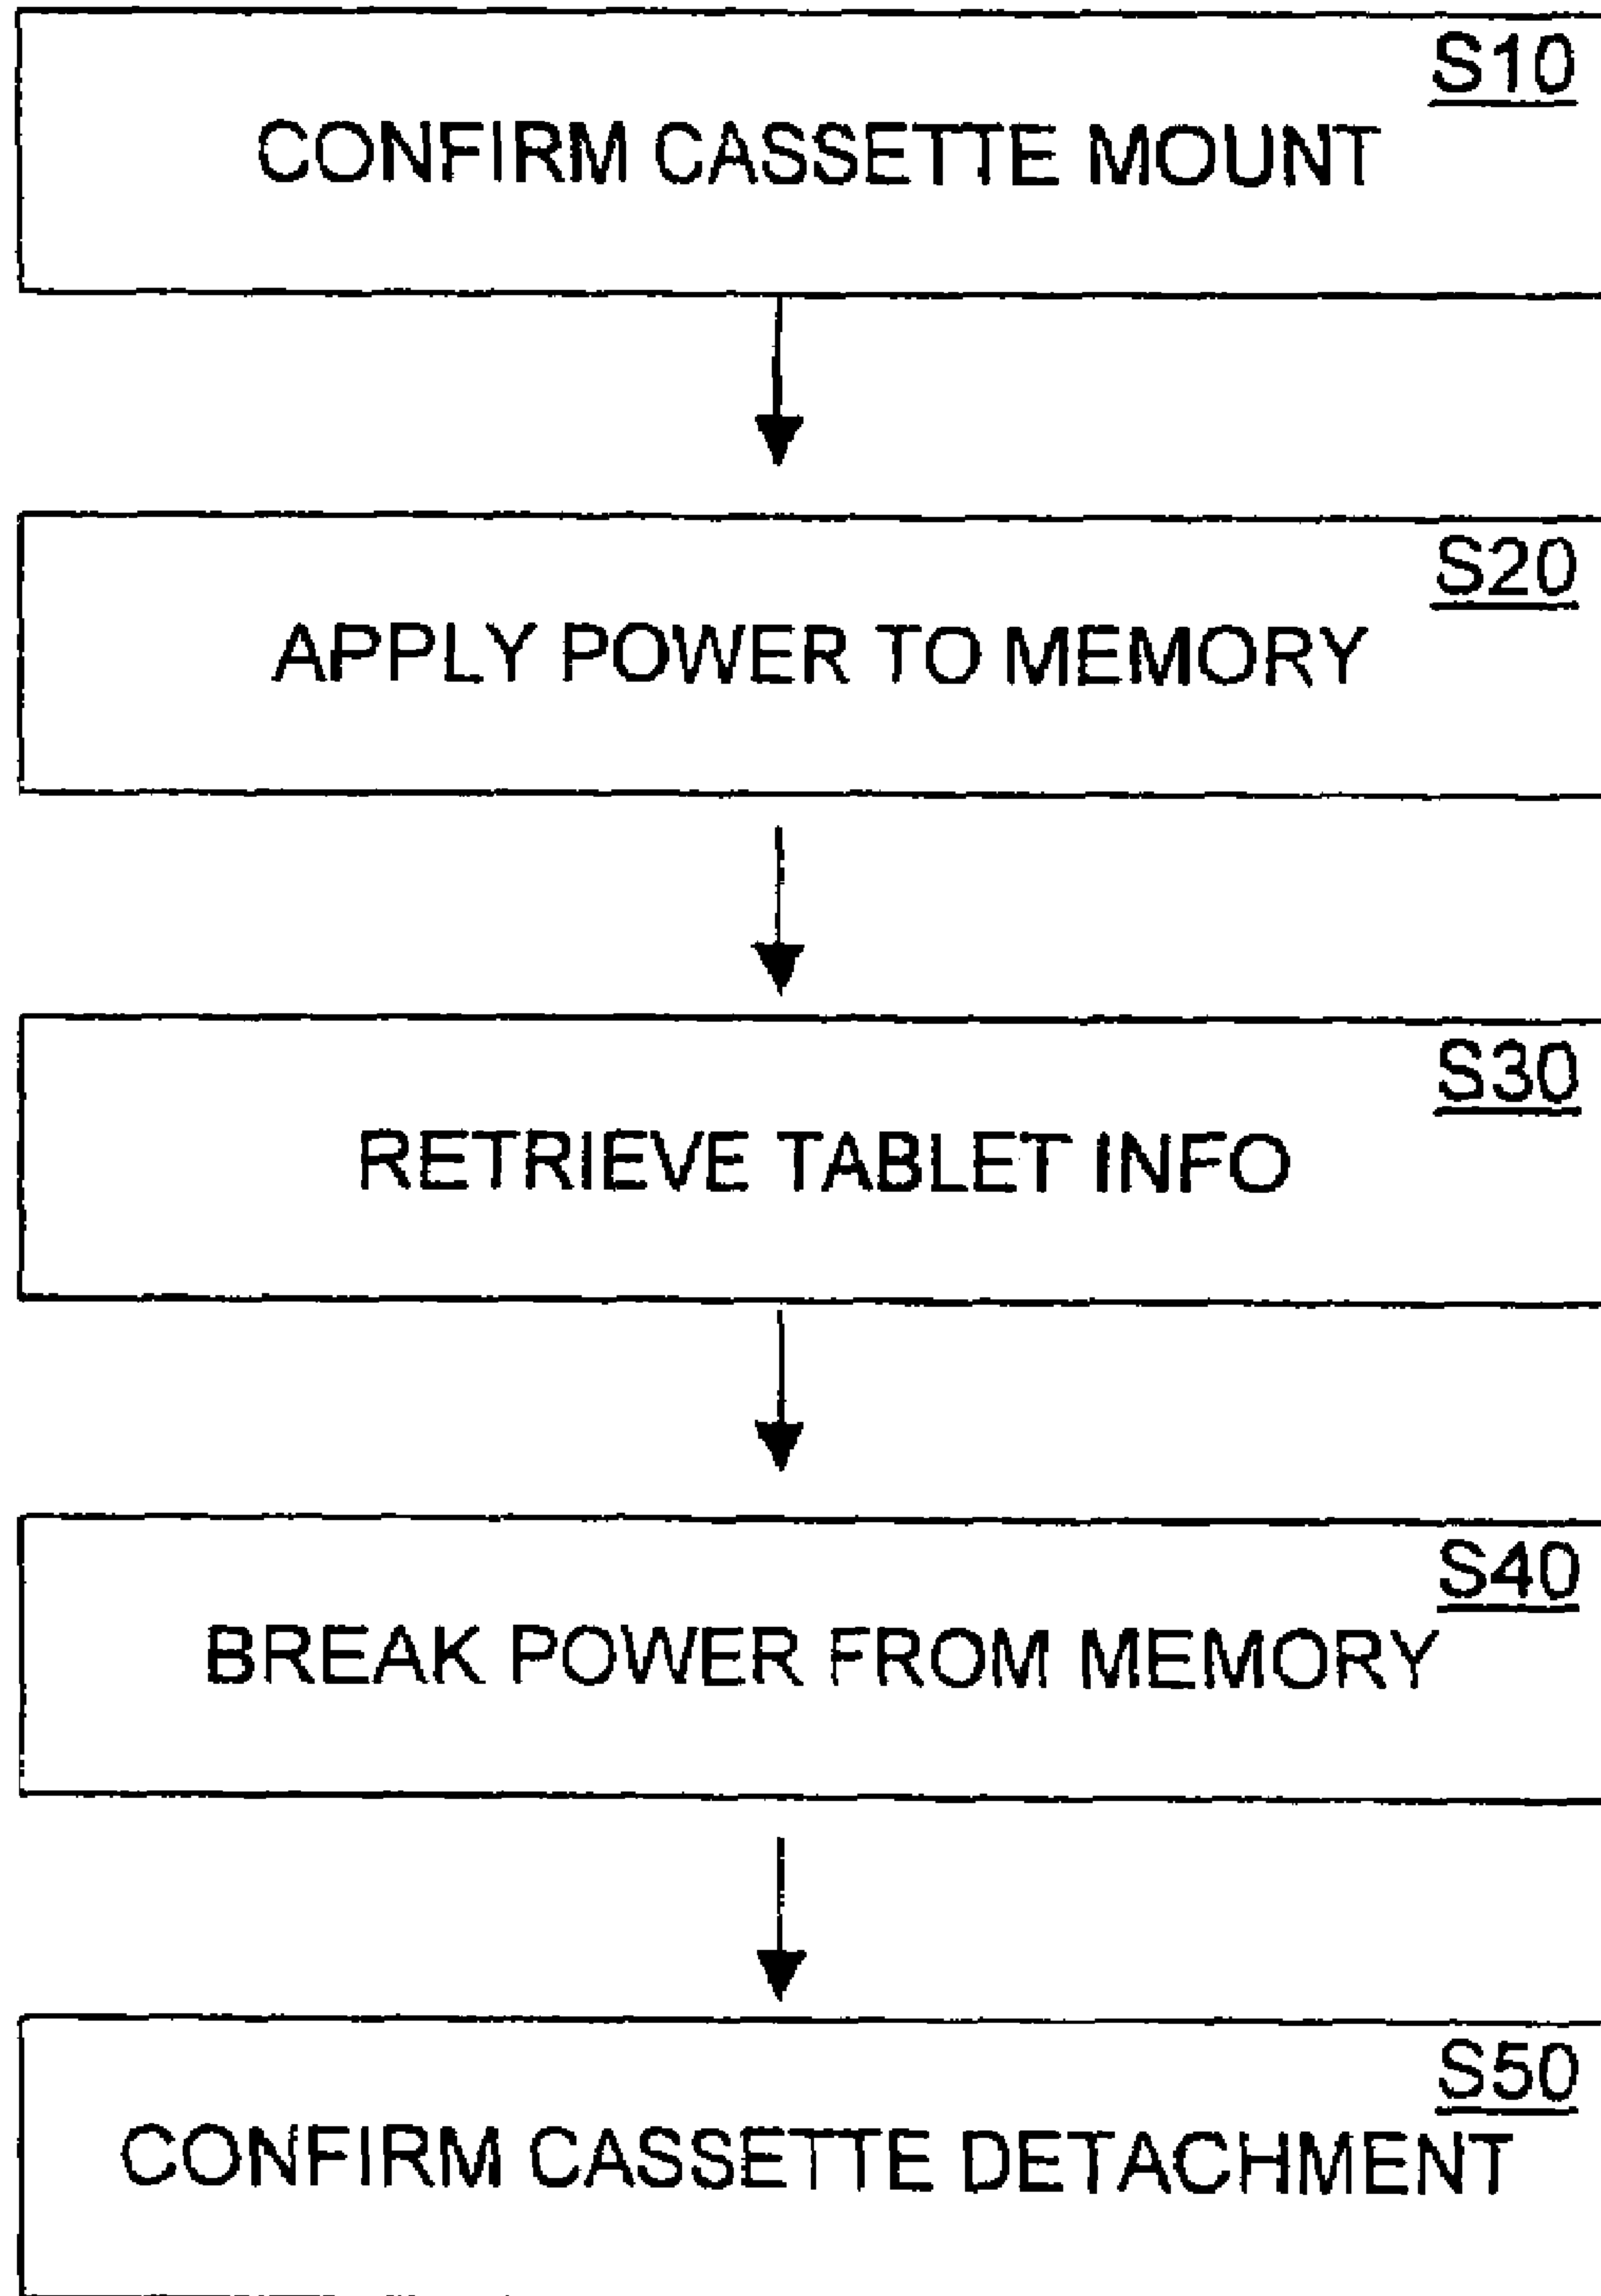 S10
CONFIRM CASSETTE MOUNT
S20
APPLY POWER TO MEMORY
S30
RETRIEVE TABLET INFO
S40
BREAK POWER FROM MEMORY
S50
CONFIRM CASSETTE DETACHMENT